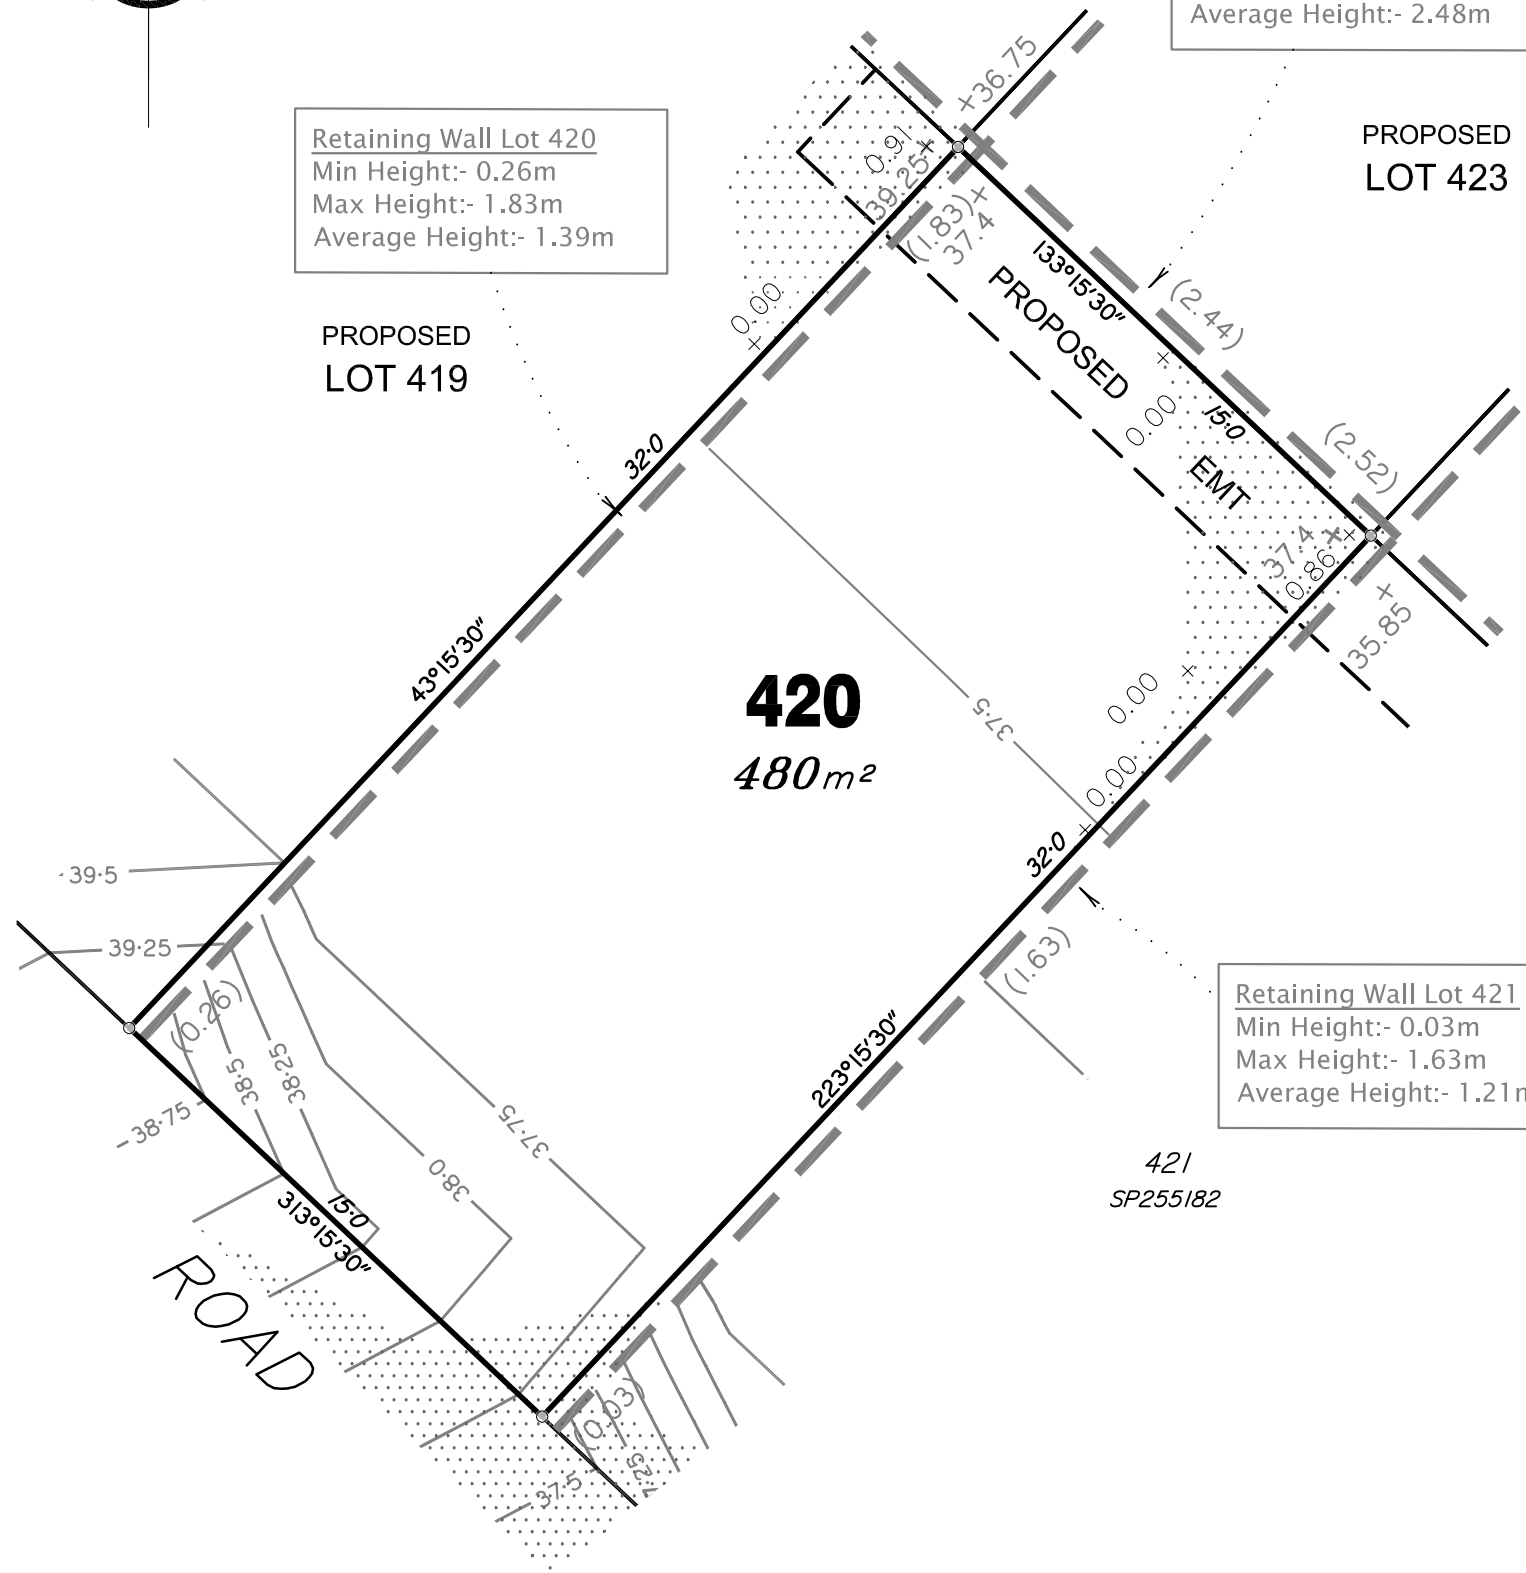 Average Height:- 2.48m
+36.75
PROPOSED
LOT 423
Retaining Wall Lot 420
Min Height:- 0.26m
Max Height:- 1.83m
Average Height:- 1.39m
0.91
39.25
(1.83)
37.4
133°15'30"
PROPOSED
EMT
(2.44)
0.00
15·0
(2.52)
0.00
PROPOSED
LOT 419
32·0
37.4
0.86
35.85
43°15'30"
420
480m²
37·5
0.00
0.00
32·0
39·5
39·25
(0.26)
38·5
38·25
38·75
37·75
38·0
(1.63)
Retaining Wall Lot 421
Min Height:- 0.03m
Max Height:- 1.63m
Average Height:- 1.21m
223°15'30"
421
SP255182
15·0
313°15'30"
ROAD
(0.03)
37·5
7·25